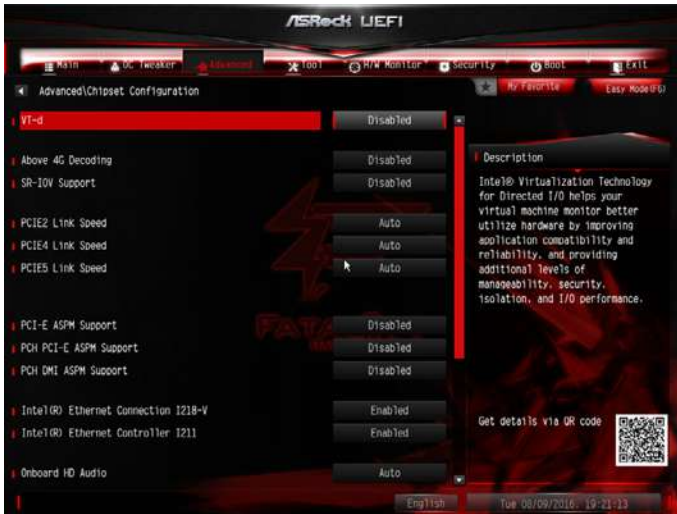 ASRock UEFI
Main OC Tweaker Advanced Tool H/W Monitor Security Boot Exit
Advanced\Chipset Configuration
My Favorite
Easy Mode(F6)
VT-d Disabled
Above 4G Decoding Disabled
SR-IOV Support Disabled
PCIE2 Link Speed Auto
PCIE4 Link Speed Auto
PCIE5 Link Speed Auto
PCI-E ASPM Support Disabled
PCH PCI-E ASPM Support Disabled
PCH DMI ASPM Support Disabled
Intel(R) Ethernet Connection I218-V Enabled
Intel(R) Ethernet Controller I211 Enabled
Onboard HD Audio Auto
Description
Intel® Virtualization Technology
for Directed I/O helps your
virtual machine monitor better
utilize hardware by improving
application compatibility and
reliability, and providing
additional levels of
manageability, security,
isolation, and I/O performance.
Get details via QR code
English
Tue 08/09/2016, 19:21:13